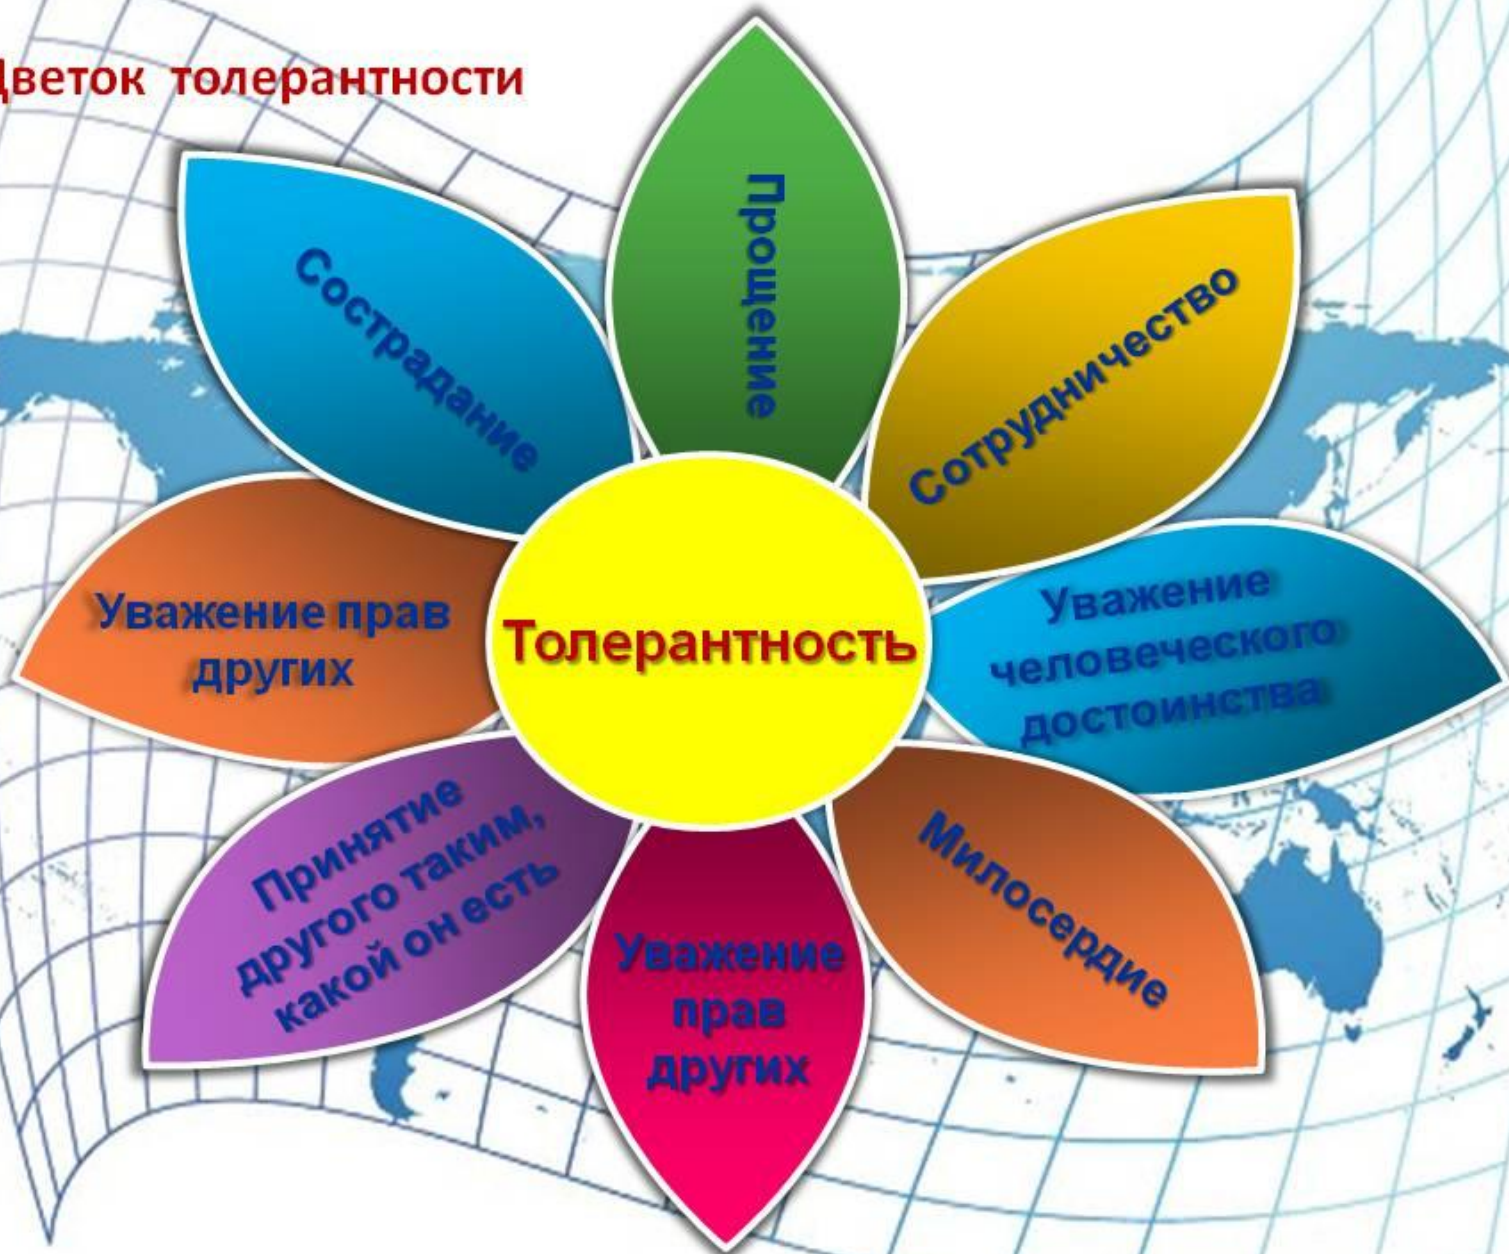 Цветок толерантности
Прощение
Сострадание
Сотрудничество
Уважение прав
других
Толерантность
Уважение
человеческого
достоинства
Принятие
другого таким,
какой он есть
Милосердие
Уважение
прав
других